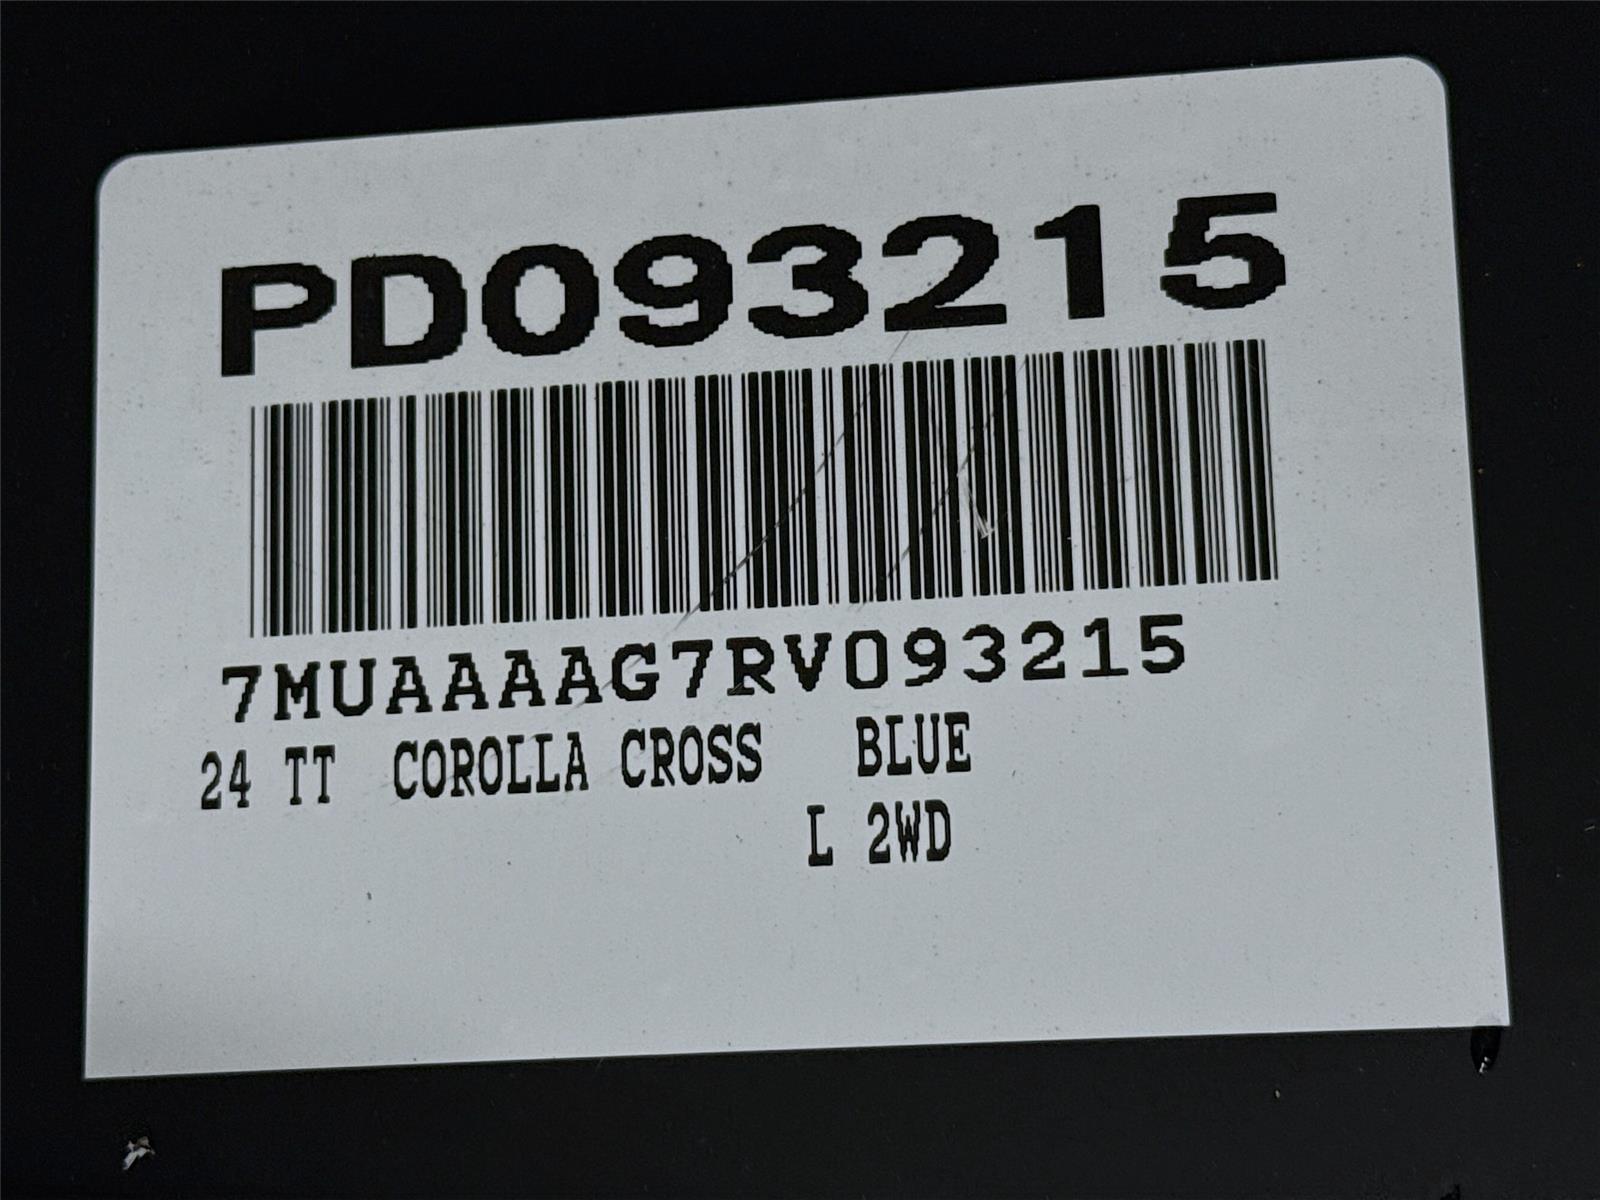 PD093215
7MUAAAAG7RV093215
24 TT COROLLA CROSS BLUE
L 2WD